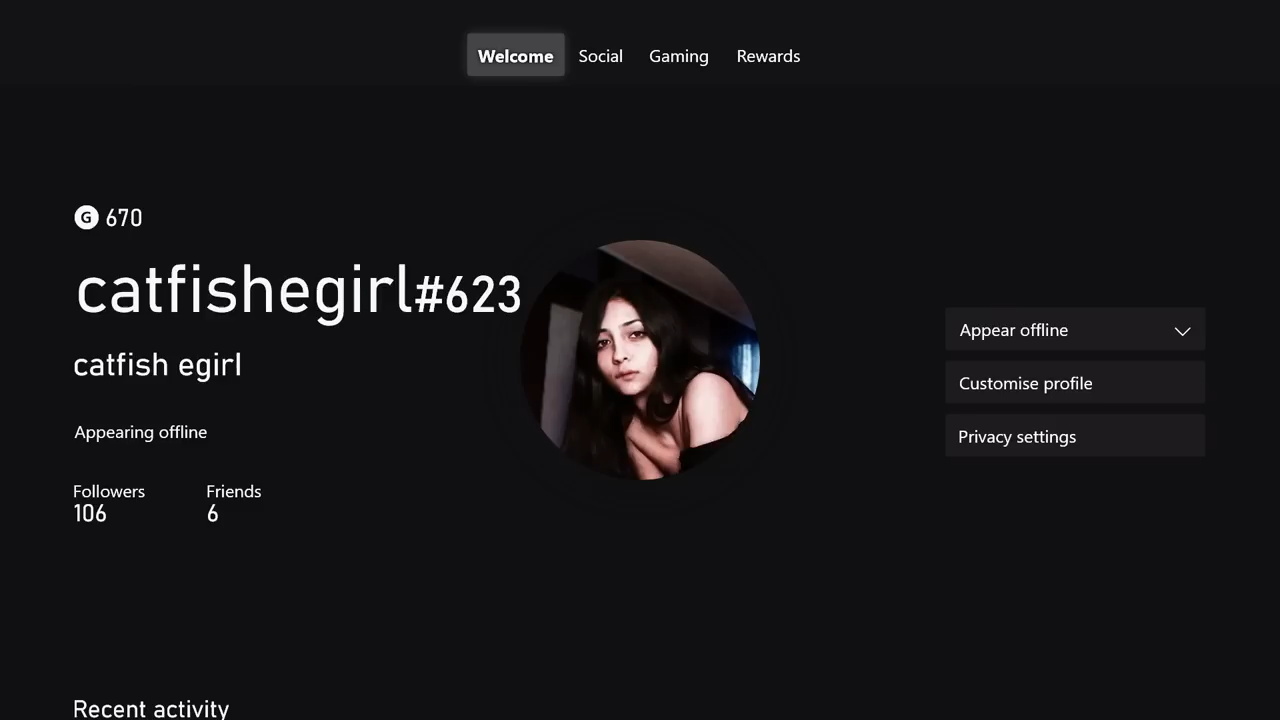 Welcome Social Gaming Rewards
G 670
catfishegirl#623
catfish egirl
Appearing offline
Followers Friends
106 6
Appear offline
Customise profile
Privacy settings
Recent activity